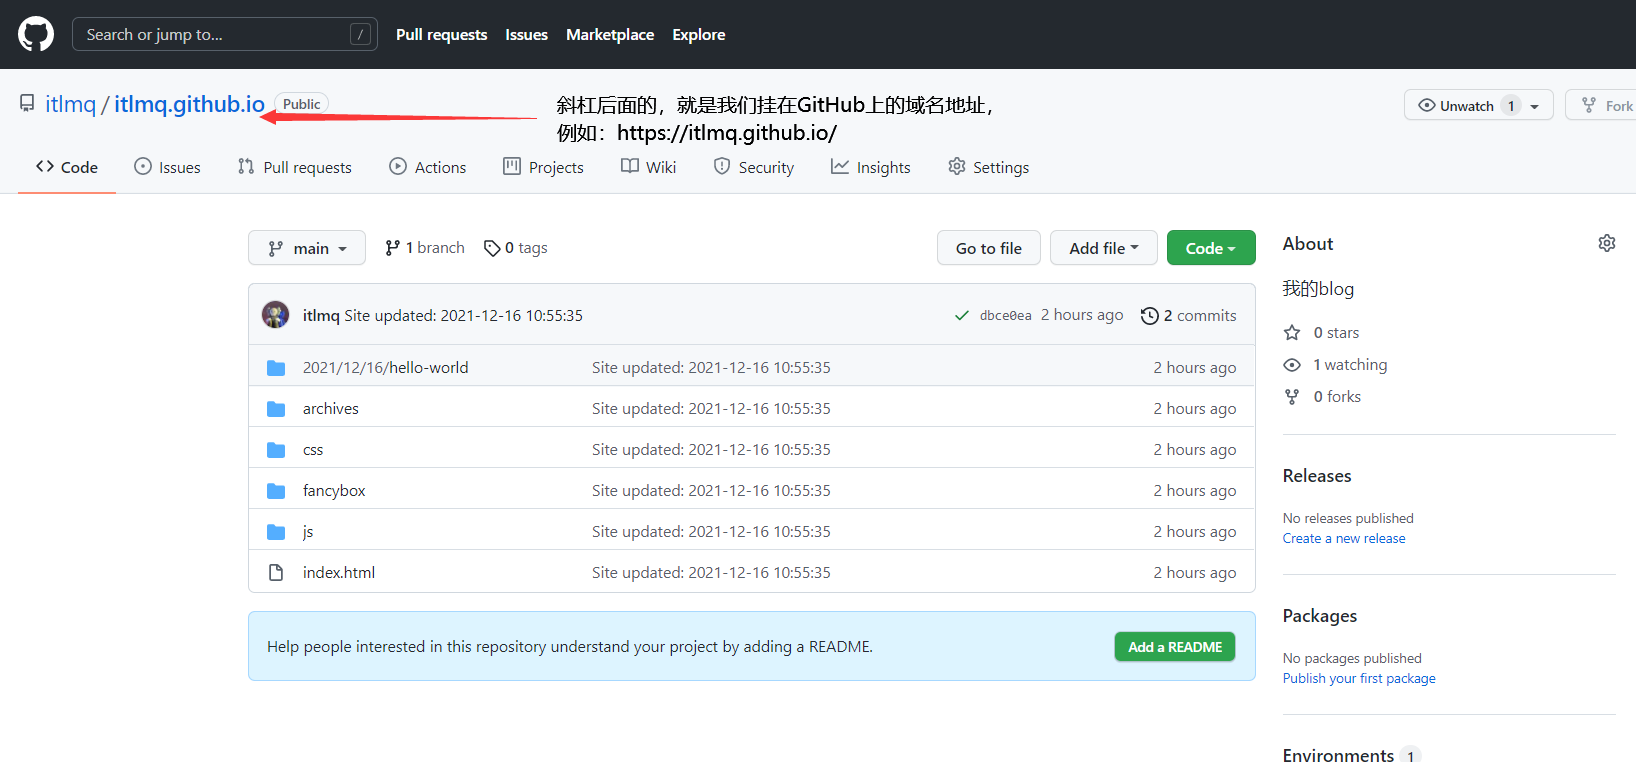 Search or jump to... /
Pull requests Issues Marketplace Explore
itlmq / itlmq.github.io Public
斜杠后面的，就是我们挂在GitHub上的域名地址，
例如：https://itlmq.github.io/
Unwatch 1
Fork
Code Issues Pull requests Actions Projects Wiki Security Insights Settings
main 1 branch 0 tags
Go to file Add file Code
itlmq Site updated: 2021-12-16 10:55:35 dbce0ea 2 hours ago 2 commits
2021/12/16/hello-world Site updated: 2021-12-16 10:55:35 2 hours ago
archives Site updated: 2021-12-16 10:55:35 2 hours ago
css Site updated: 2021-12-16 10:55:35 2 hours ago
fancybox Site updated: 2021-12-16 10:55:35 2 hours ago
js Site updated: 2021-12-16 10:55:35 2 hours ago
index.html Site updated: 2021-12-16 10:55:35 2 hours ago
Help people interested in this repository understand your project by adding a README. Add a README
About
我的blog
0 stars
1 watching
0 forks
Releases
No releases published
Create a new release
Packages
No packages published
Publish your first package
Environments 1